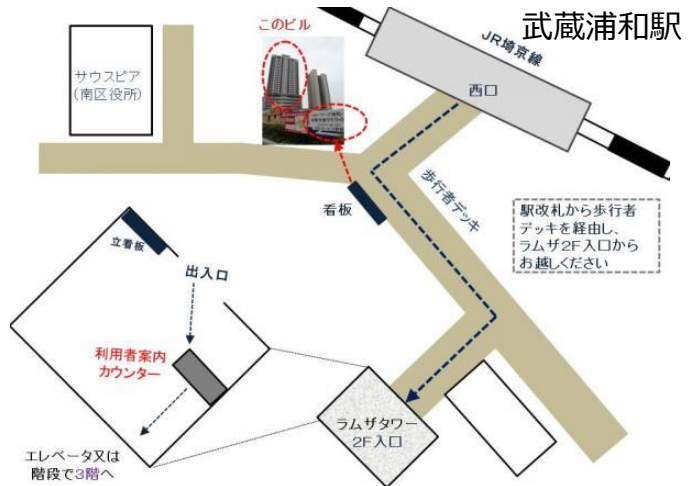 武蔵浦和駅
JR埼京線
このビル
サウスピア
(南区役所)
西口
歩行者デッキ
看板
駅改札から歩行者
デッキを経由し、
ラムザ2F入口から
お越しください
立看板
出入口
利用者案内
カウンター
ラムザタワー
2F入口
エレベータ又は
階段で3階へ